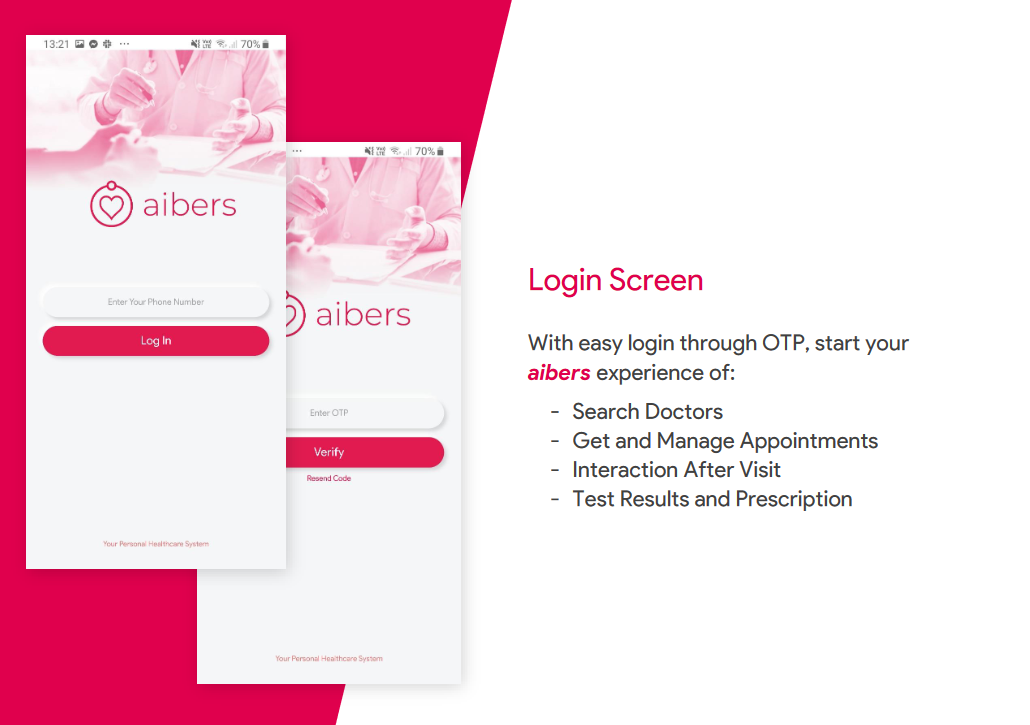 13:21 ... 70%
aibers
Enter Your Phone Number
Log In
Your Personal Healthcare System
... 70%
aibers
Enter OTP
Verify
Resend Code
Your Personal Healthcare System
Login Screen
With easy login through OTP, start your
aibers experience of:
- Search Doctors
- Get and Manage Appointments
- Interaction After Visit
- Test Results and Prescription